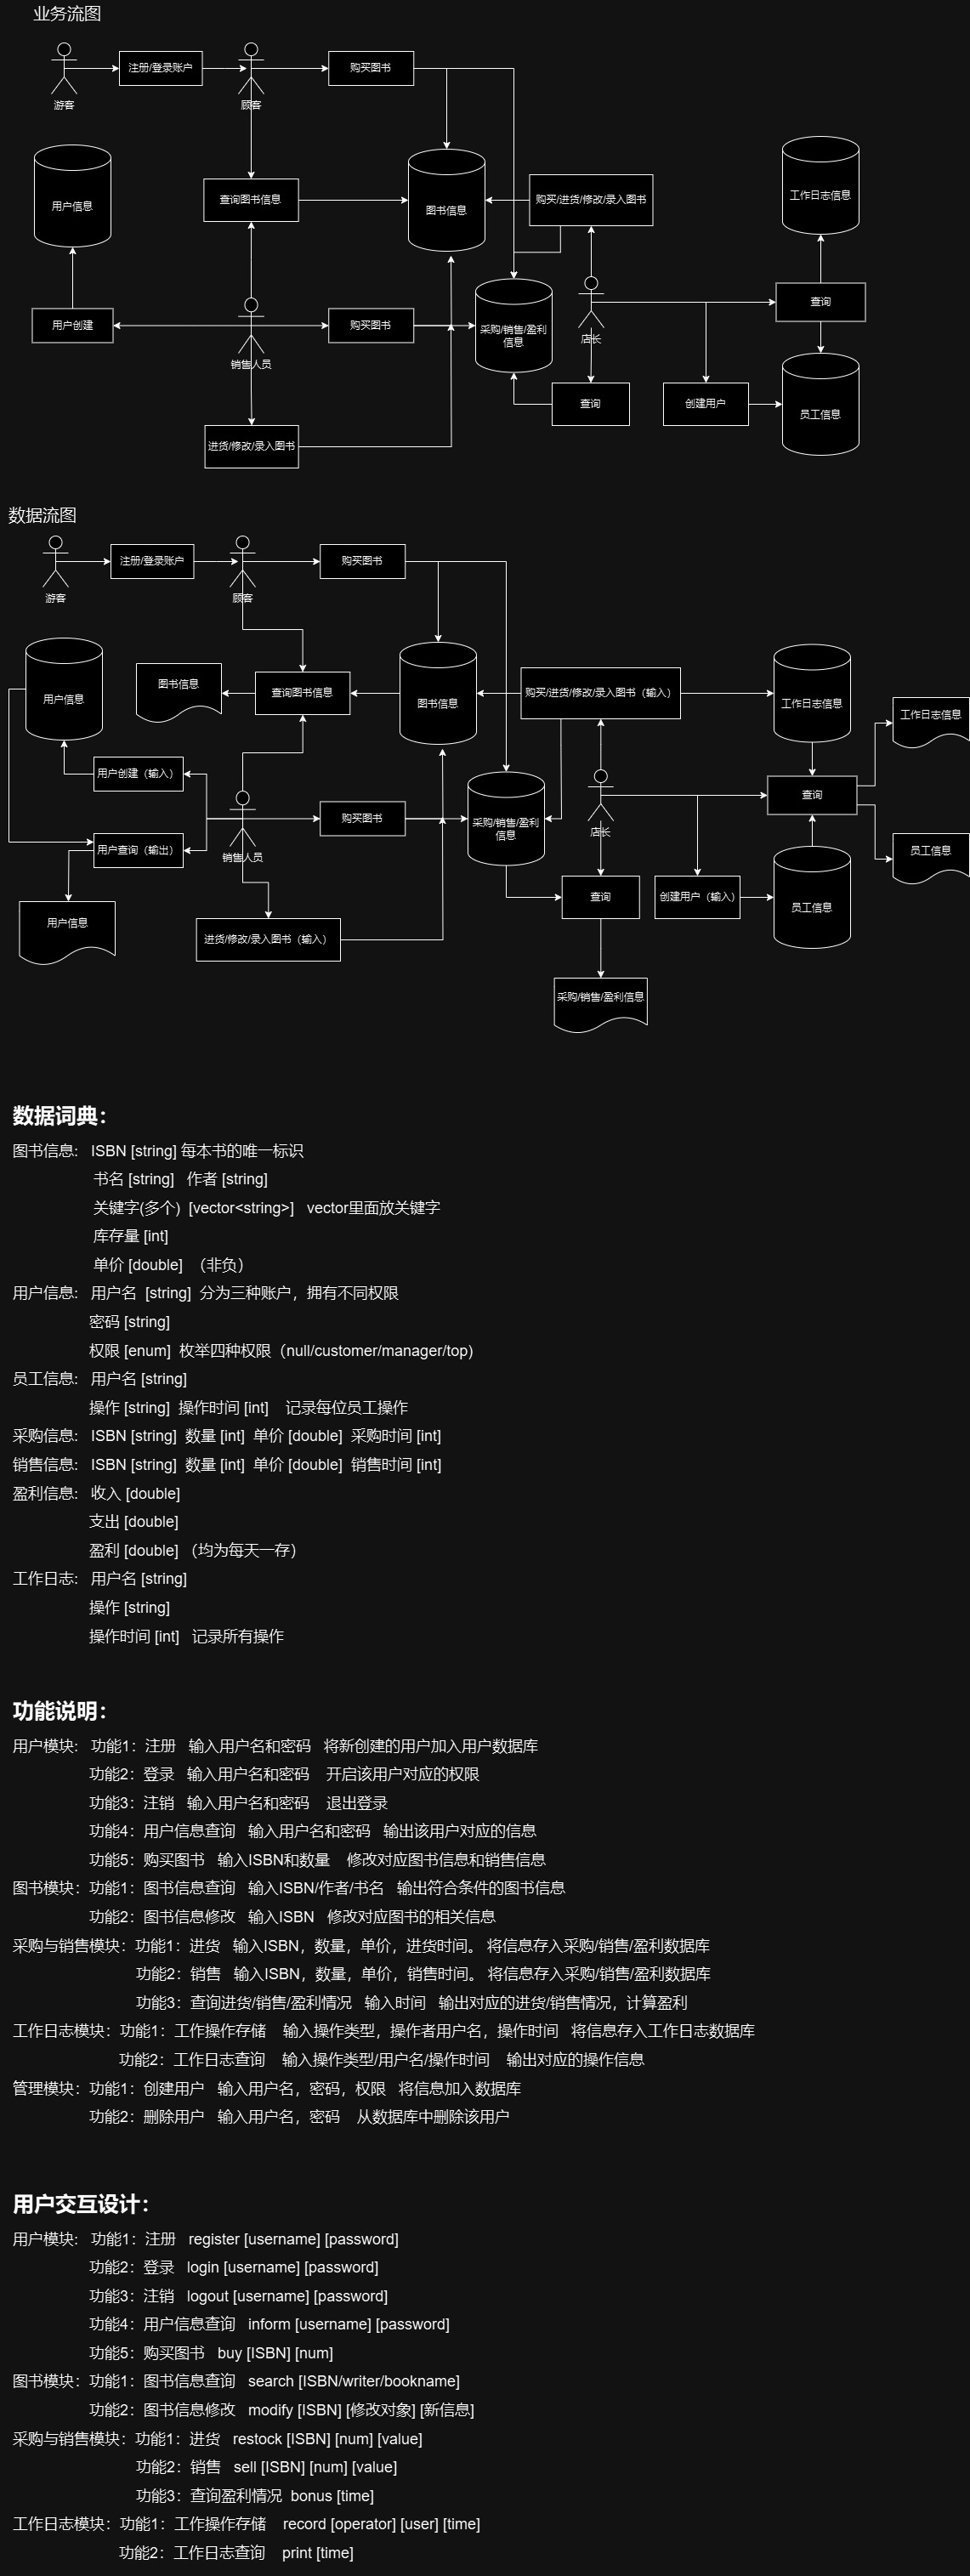 业务流图
游客
注册/登录账户
顾客
购买图书
用户信息
查询图书信息
图书信息
购买/进货/修改/录入图书
工作日志信息
用户创建
销售人员
购买图书
采购/销售/盈利
信息
店长
查询
查询
创建用户
员工信息
进货/修改/录入图书
数据流图
游客
注册/登录账户
顾客
购买图书
用户信息
图书信息
查询图书信息
图书信息
购买/进货/修改/录入图书（输入）
工作日志信息
工作日志信息
用户创建（输入）
用户查询（输出）
销售人员
购买图书
采购/销售/盈利
信息
店长
查询
员工信息
用户信息
进货/修改/录入图书（输入）
查询
创建用户（输入）
员工信息
采购/销售/盈利信息
数据词典：
图书信息: ISBN [string] 每本书的唯一标识
书名 [string] 作者 [string]
关键字(多个) [vector<string>] vector里面放关键字
库存量 [int]
单价 [double] （非负）
用户信息: 用户名 [string] 分为三种账户，拥有不同权限
密码 [string]
权限 [enum] 枚举四种权限（null/customer/manager/top)
员工信息: 用户名 [string]
操作 [string] 操作时间 [int] 记录每位员工操作
采购信息: ISBN [string] 数量 [int] 单价 [double] 采购时间 [int]
销售信息: ISBN [string] 数量 [int] 单价 [double] 销售时间 [int]
盈利信息: 收入 [double]
支出 [double]
盈利 [double] （均为每天一存）
工作日志: 用户名 [string]
操作 [string]
操作时间 [int] 记录所有操作
功能说明：
用户模块: 功能1：注册 输入用户名和密码 将新创建的用户加入用户数据库
功能2：登录 输入用户名和密码 开启该用户对应的权限
功能3：注销 输入用户名和密码 退出登录
功能4：用户信息查询 输入用户名和密码 输出该用户对应的信息
功能5：购买图书 输入ISBN和数量 修改对应图书信息和销售信息
图书模块：功能1：图书信息查询 输入ISBN/作者/书名 输出符合条件的图书信息
功能2：图书信息修改 输入ISBN 修改对应图书的相关信息
采购与销售模块：功能1：进货 输入ISBN，数量，单价，进货时间。 将信息存入采购/销售/盈利数据库
功能2：销售 输入ISBN，数量，单价，销售时间。 将信息存入采购/销售/盈利数据库
功能3：查询进货/销售/盈利情况 输入时间 输出对应的进货/销售情况，计算盈利
工作日志模块：功能1：工作操作存储 输入操作类型，操作者用户名，操作时间 将信息存入工作日志数据库
功能2：工作日志查询 输入操作类型/用户名/操作时间 输出对应的操作信息
管理模块：功能1：创建用户 输入用户名，密码，权限 将信息加入数据库
功能2：删除用户 输入用户名，密码 从数据库中删除该用户
用户交互设计：
用户模块: 功能1：注册 register [username] [password]
功能2：登录 login [username] [password]
功能3：注销 logout [username] [password]
功能4：用户信息查询 inform [username] [password]
功能5：购买图书 buy [ISBN] [num]
图书模块：功能1：图书信息查询 search [ISBN/writer/bookname]
功能2：图书信息修改 modify [ISBN] [修改对象] [新信息]
采购与销售模块：功能1：进货 restock [ISBN] [num] [value]
功能2：销售 sell [ISBN] [num] [value]
功能3：查询盈利情况 bonus [time]
工作日志模块：功能1：工作操作存储 record [operator] [user] [time]
功能2：工作日志查询 print [time]